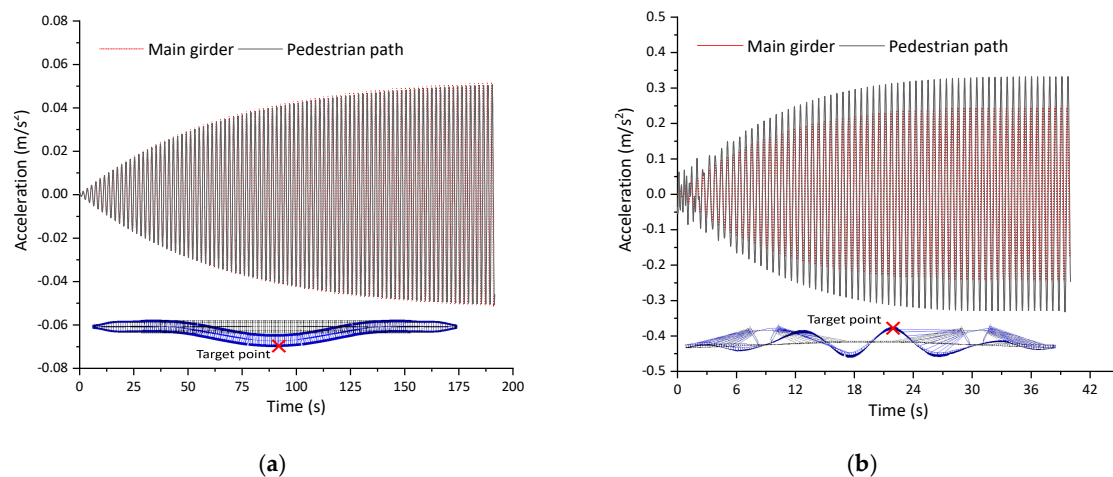 0.08
0.06
0.04
0.02
0.00
-0.02
-0.04
-0.06
-0.08
Acceleration (m/s²)
Main girder
Pedestrian path
Target point
0 25 50 75 100 125 150 175 200
Time (s)
(a)
0.5
0.4
0.3
0.2
0.1
0.0
-0.1
-0.2
-0.3
-0.4
-0.5
Acceleration (m/s²)
Main girder
Pedestrian path
Target point
0 6 12 18 24 30 36 42
Time (s)
(b)